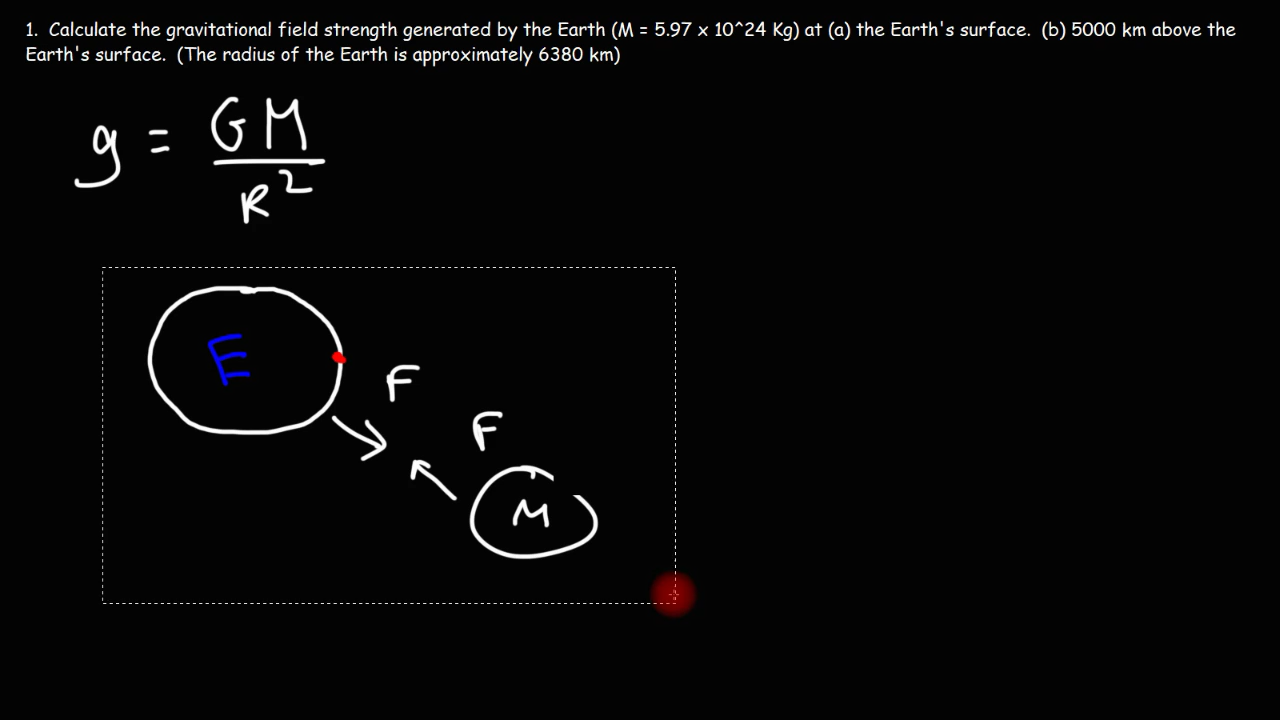 1. Calculate the gravitational field strength generated by the Earth (M = 5.97 x 10^24 Kg) at (a) the Earth's surface. (b) 5000 km above the
Earth's surface. (The radius of the Earth is approximately 6380 km)
g = GM
R²
E
F
F
M